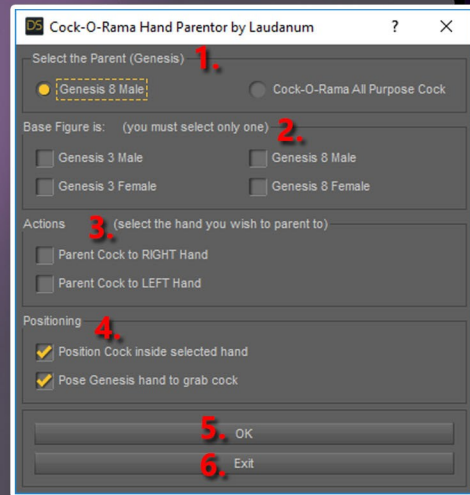 DS Cock-O-Rama Hand Parentor by Laudanum ? X
Select the Parent (Genesis) 1.
Genesis 8 Male Cock-O-Rama All Purpose Cock
Base Figure is: (you must select only one) 2.
Genesis 3 Male Genesis 8 Male
Genesis 3 Female Genesis 8 Female
Actions 3. (select the hand you wish to parent to)
Parent Cock to RIGHT Hand
Parent Cock to LEFT Hand
Positioning 4.
Position Cock inside selected hand
Pose Genesis hand to grab cock
5. OK
6. Exit